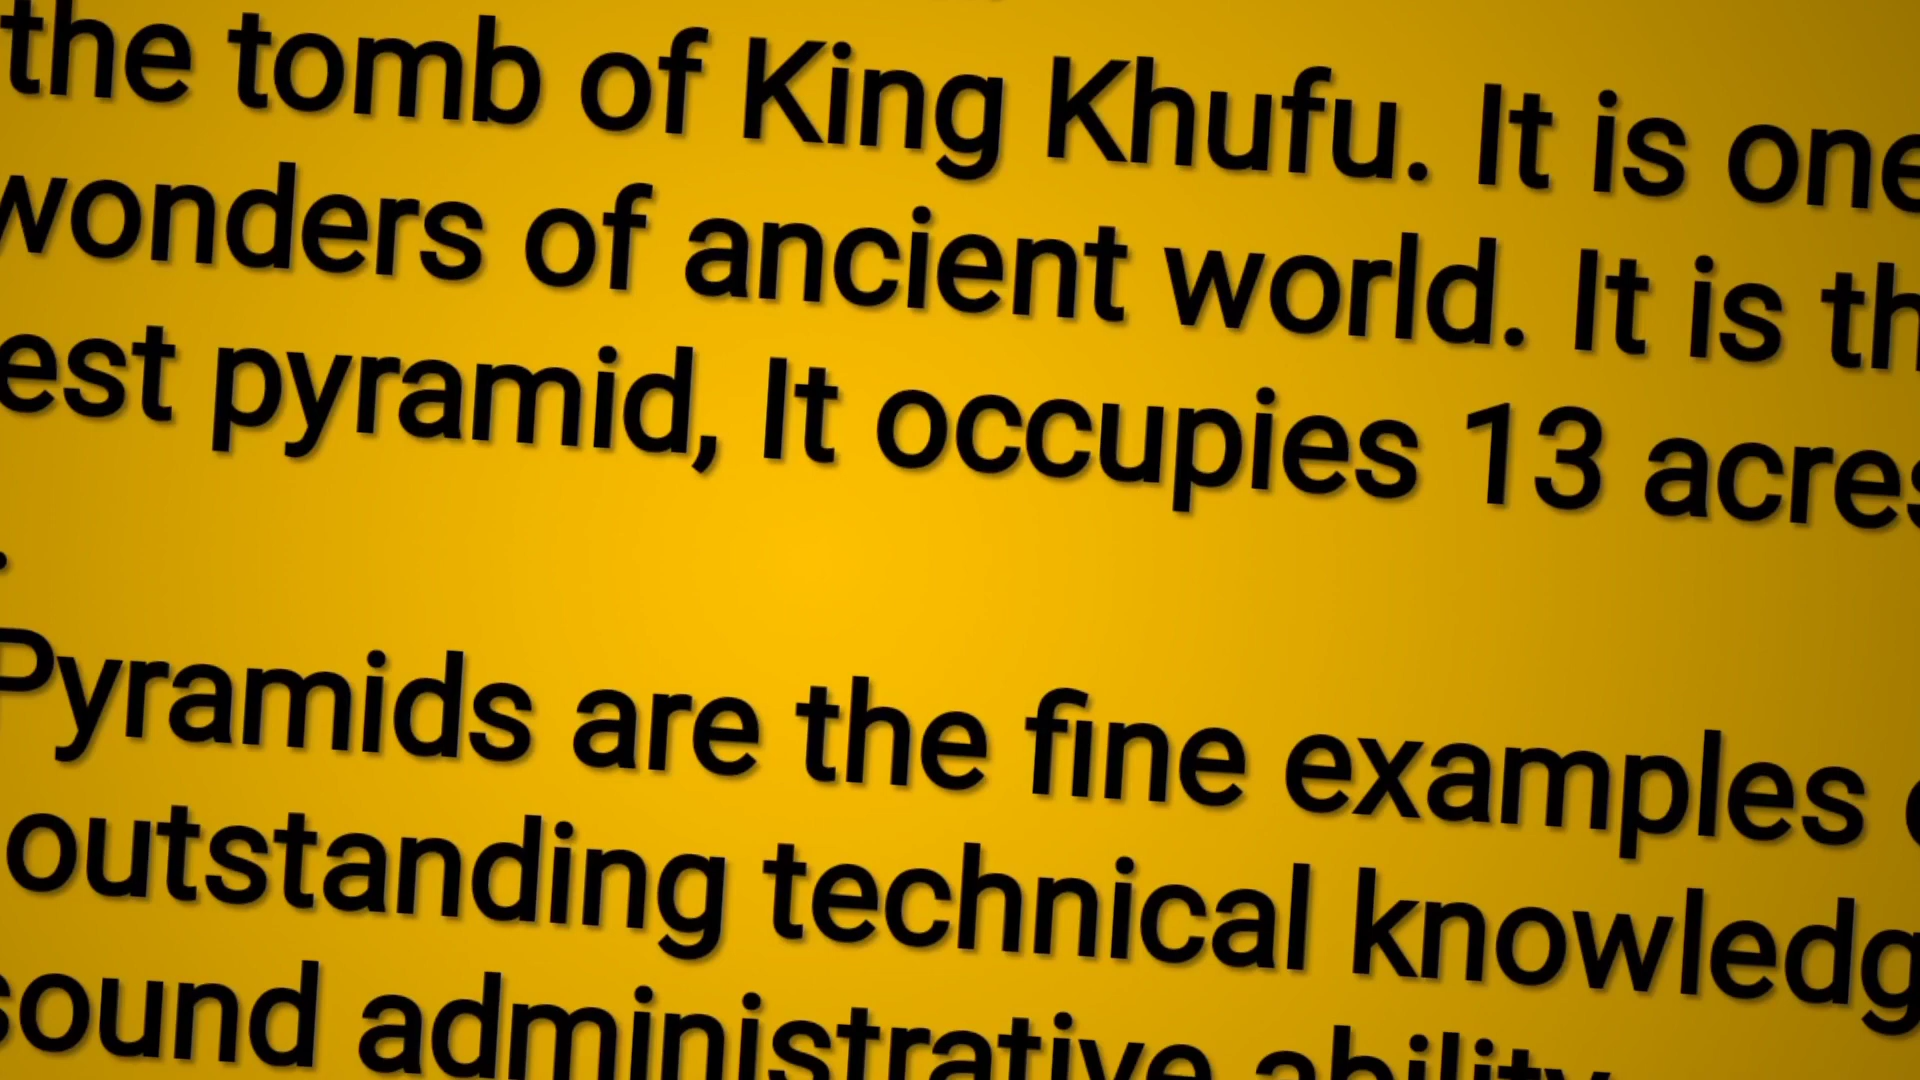 the tomb of King Khufu. It is one
wonders of ancient world. It is th
est pyramid, It occupies 13 acres
.
Pyramids are the fine examples
outstanding technical knowledg
sound administrative ability